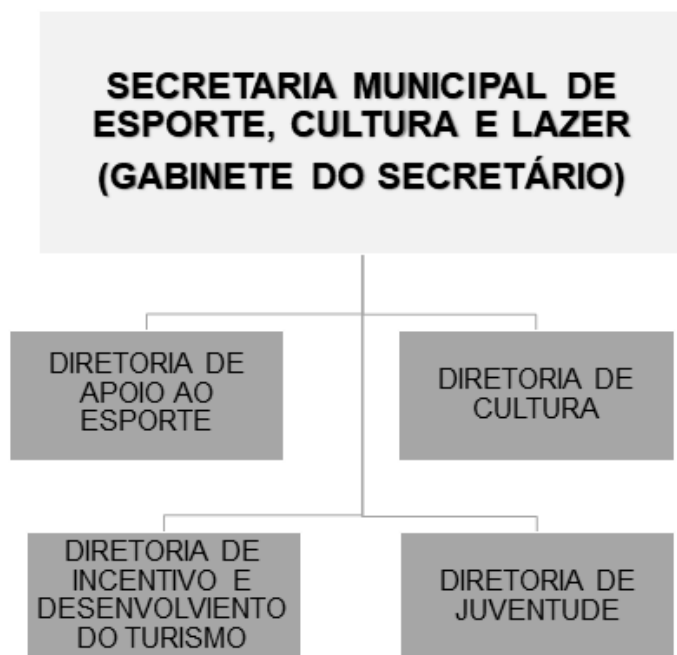 SECRETARIA MUNICIPAL DE
ESPORTE, CULTURA E LAZER
(GABINETE DO SECRETÁRIO)
DIRETORIA DE
APOIO AO
ESPORTE
DIRETORIA DE
CULTURA
DIRETORIA DE
INCENTIVO E
DESENVOLVIENTO
DO TURISMO
DIRETORIA DE
JUVENTUDE